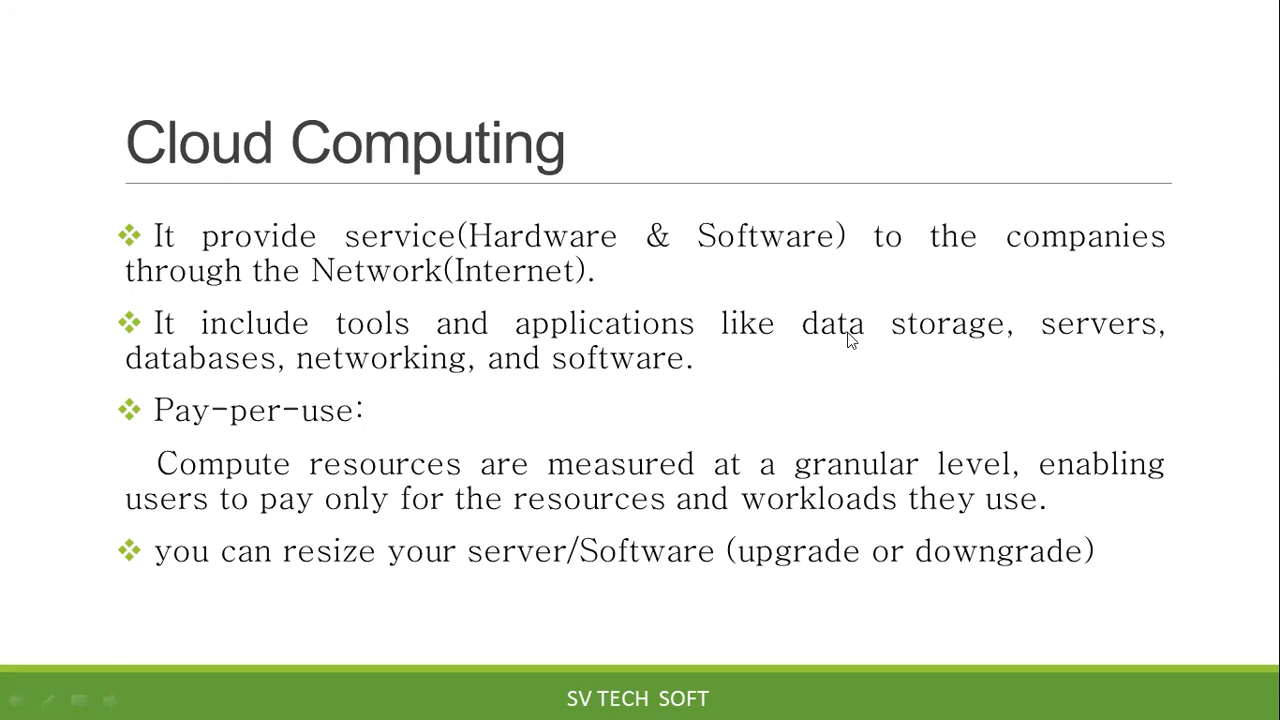 Cloud Computing
It provide service(Hardware & Software) to the companies
through the Network(Internet).
It include tools and applications like data storage, servers,
databases, networking, and software.
Pay-per-use:
Compute resources are measured at a granular level, enabling
users to pay only for the resources and workloads they use.
you can resize your server/Software (upgrade or downgrade)
SV TECH SOFT